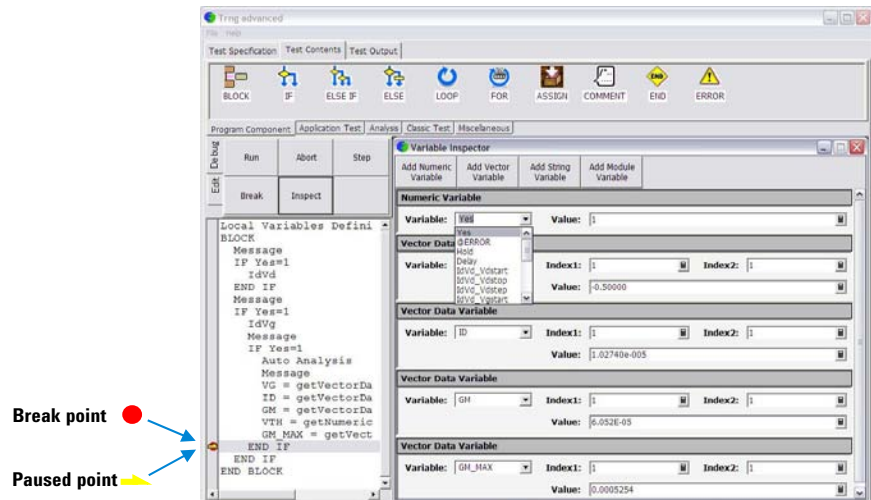 Trng advanced
File Help
Test Specification Test Contents Test Output
BLOCK IF ELSE IF ELSE LOOP FOR ASSIGN COMMENT END ERROR
Program Component Application Test Analysis Classic Test Miscelaneous
Debug
Edit
Run Abort Step
Break Inspect
Local Variables Defini
BLOCK
Message
IF Yes=1
IdVd
END IF
Message
IF Yes=1
IdVg
Message
IF Yes=1
Auto Analysis
Message
VG = getVectorDa
ID = getVectorDa
GM = getVectorDa
VTH = getNumeric
GM_MAX = getVect
END IF
END IF
END BLOCK
Variable Inspector
Add Numeric Variable Add Vector Variable Add String Variable Add Module Variable
Numeric Variable
Variable: Yes Value: 1
Yes
@ERROR
Hold
Delay
IdVd_Vdstart
IdVd_Vdstop
IdVd_Vdstep
IdVd_Vgstart
Vector Data
Variable: Index1: 1 Index2: 1
Value: -0.50000
Vector Data Variable
Variable: ID Index1: 1 Index2: 1
Value: 1.02740e-005
Vector Data Variable
Variable: GM Index1: 1 Index2: 1
Value: 6.052E-05
Vector Data Variable
Variable: GM_MAX Index1: 1 Index2: 1
Value: 0.0005254
Break point
Paused point